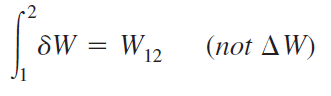 ∫₁² δW = W₁₂ (not ΔW)